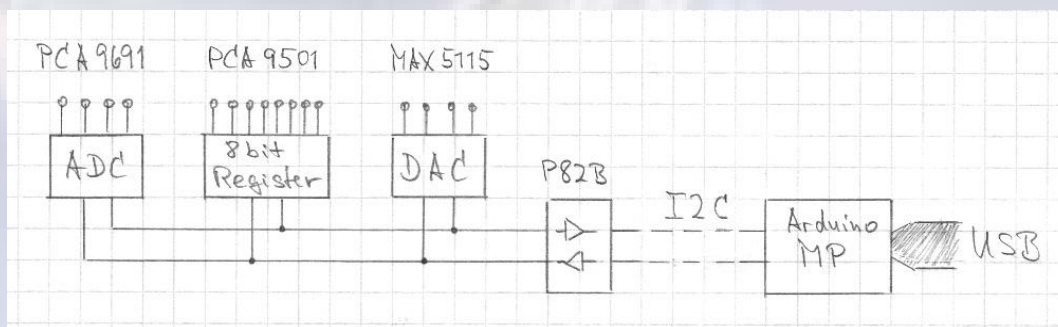 PCA 9691 PCA 9501 MAX 5115
ADC
8 bit
Register
DAC
P82B
I2C
Arduino
MP
USB